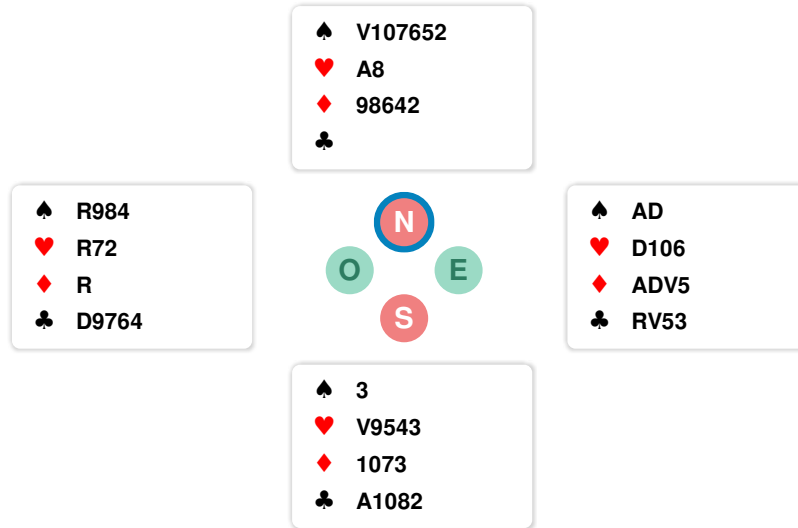 ♠ V107652
♥ A8
♦ 98642
♣
♠ R984
♥ R72
♦ R
♣ D9764
N
O E
S
♠ AD
♥ D106
♦ ADV5
♣ RV53
♠ 3
♥ V9543
♦ 1073
♣ A1082